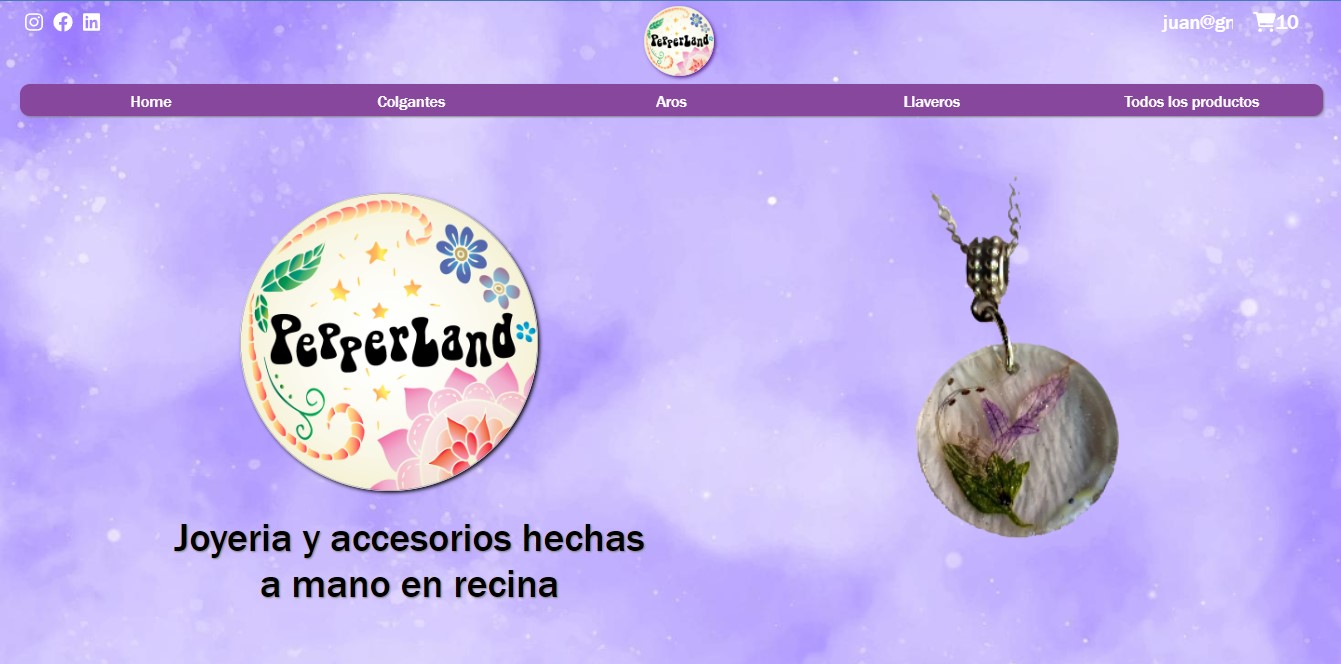 juan@gr
10
PepperLand
Home
Colgantes
Aros
Llaveros
Todos los productos
PepperLand
Joyeria y accesorios hechas
a mano en recina